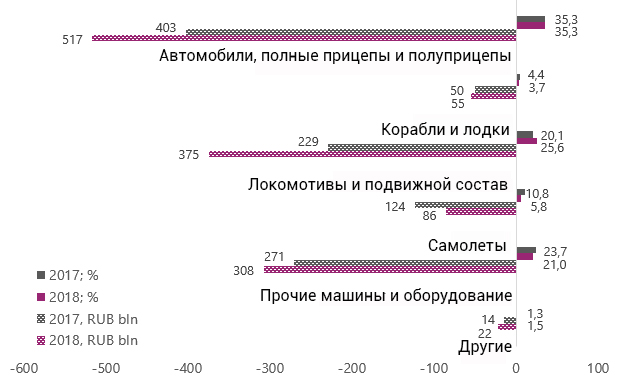 35,3
403
35,3
517
Автомобили, полные прицепы и полуприцепы
4,4
50
3,7
55
Корабли и лодки
20,1
229
25,6
375
Локомотивы и подвижной состав
10,8
124
5,8
86
Самолеты
23,7
271
21,0
308
2017; %
Прочие машины и оборудование
2018; %
1,3
14
2017, RUB bln
1,5
22
2018, RUB bln
Другие
-600 -500 -400 -300 -200 -100 0 100